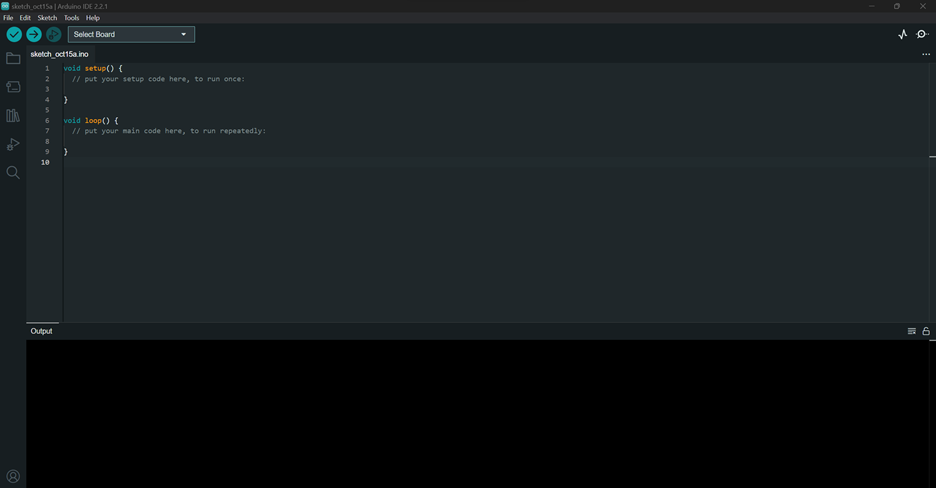 sketch_oct15a | Arduino IDE 2.2.1
File Edit Sketch Tools Help
Select Board
sketch_oct15a.ino
1 void setup() {
2 // put your setup code here, to run once:
3
4 }
5
6 void loop() {
7 // put your main code here, to run repeatedly:
8
9 }
10
Output